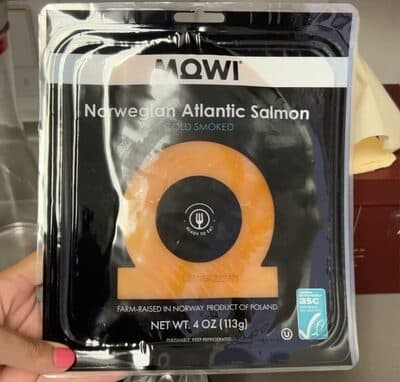 MOWI
Norwegian Atlantic Salmon
COLD SMOKED
READY TO EAT
FARM-RAISED IN NORWAY, PRODUCT OF POLAND.
NET WT. 4 OZ (113g)
PERISHABLE, KEEP REFRIGERATED
asc
U